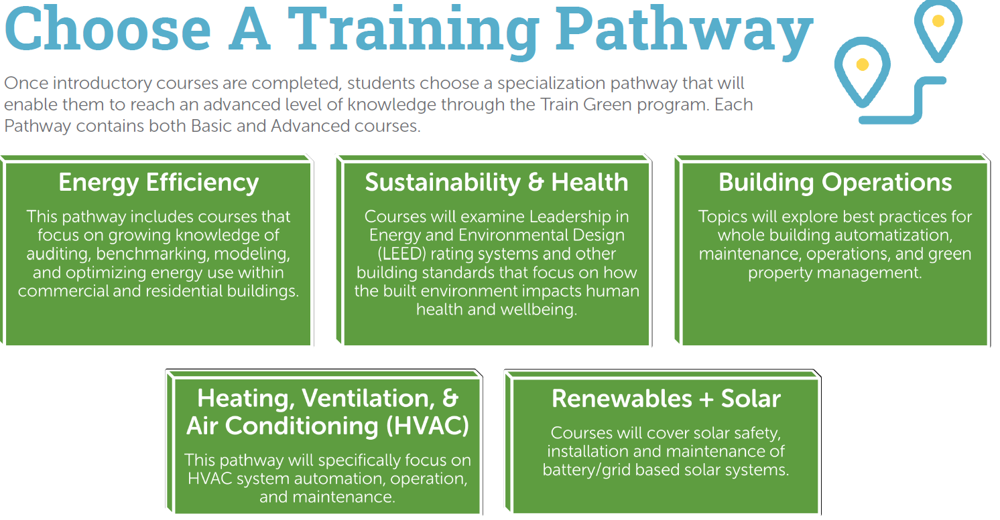 Choose A Training Pathway
Once introductory courses are completed, students choose a specialization pathway that will
enable them to reach an advanced level of knowledge through the Train Green program. Each
Pathway contains both Basic and Advanced courses.
Energy Efficiency
This pathway includes courses that
focus on growing knowledge of
auditing, benchmarking, modeling,
and optimizing energy use within
commercial and residential buildings.
Sustainability & Health
Courses will examine Leadership in
Energy and Environmental Design
(LEED) rating systems and other
building standards that focus on how
the built environment impacts human
health and wellbeing.
Building Operations
Topics will explore best practices for
whole building automatization,
maintenance, operations, and green
property management.
Heating, Ventilation, &
Air Conditioning (HVAC)
This pathway will specifically focus on
HVAC system automation, operation,
and maintenance.
Renewables + Solar
Courses will cover solar safety,
installation and maintenance of
battery/grid based solar systems.